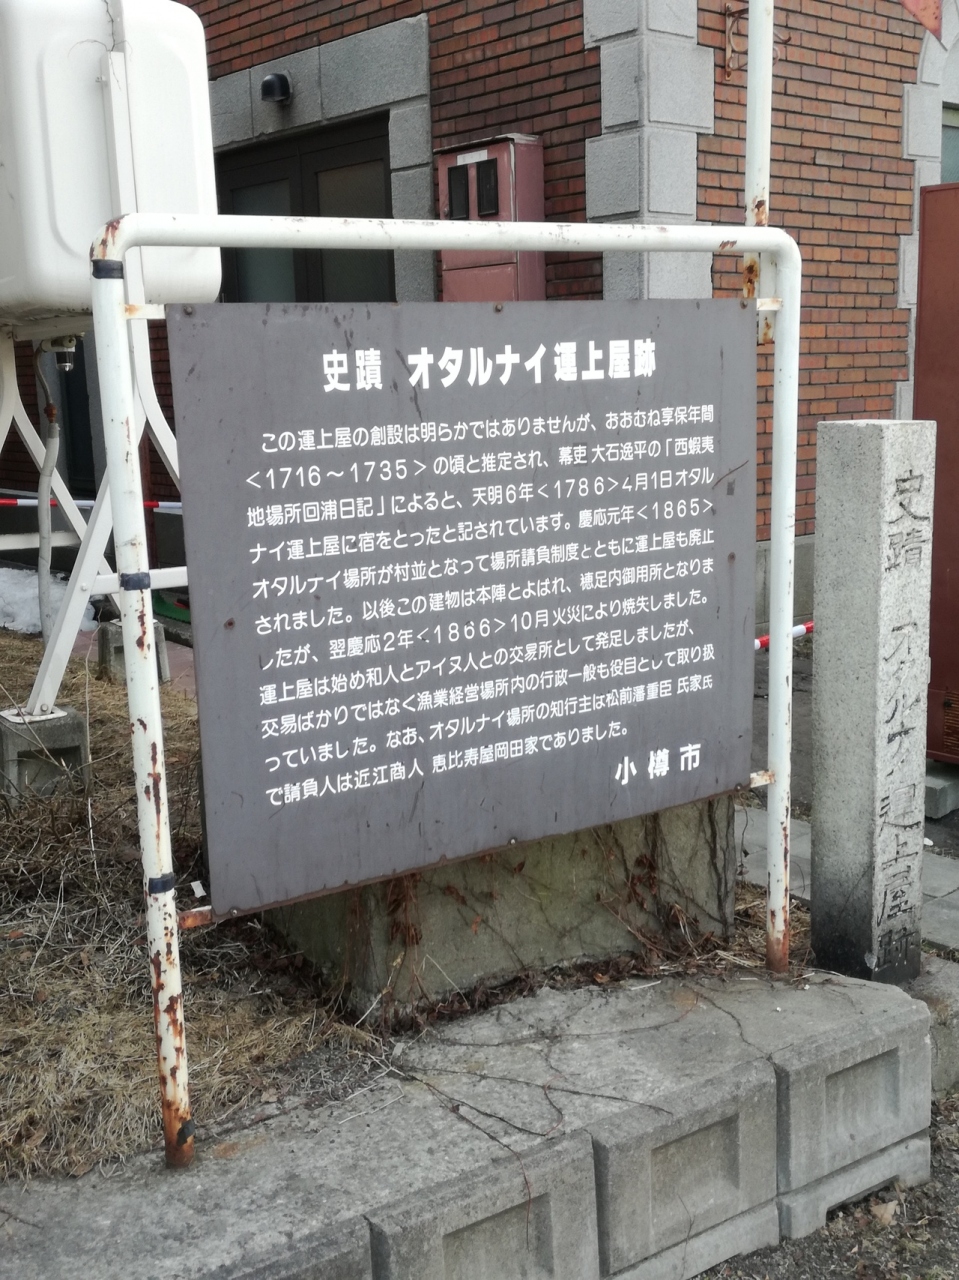 史蹟 オタルナイ運上屋跡
この運上屋の創設は明らかではありませんが、おおむね享保年間
<1716～1735>の頃と推定され、幕吏 大石逸平の「西蝦夷
地場所回浦日記」によると、天明6年<1786>4月1日オタル
ナイ運上屋に宿をとったと記されています。慶応元年<1865>
オタルナイ場所が村並となって場所請負制度とともに運上屋も廃止
されました。以後この建物は本陣とよばれ、穂足内御用所となりま
したが、翌慶応2年<1866>10月火災により焼失しました。
運上屋は始め和人とアイヌ人との交易所として発足しましたが、
交易ばかりではなく漁業経営場所内の行政一般も役目として取り扱
っていました。なお、オタルナイ場所の知行主は松前藩重臣 氏家氏
で請負人は近江商人 恵比寿屋岡田家でありました。
小樽市
史蹟 オタルナイ運上屋跡